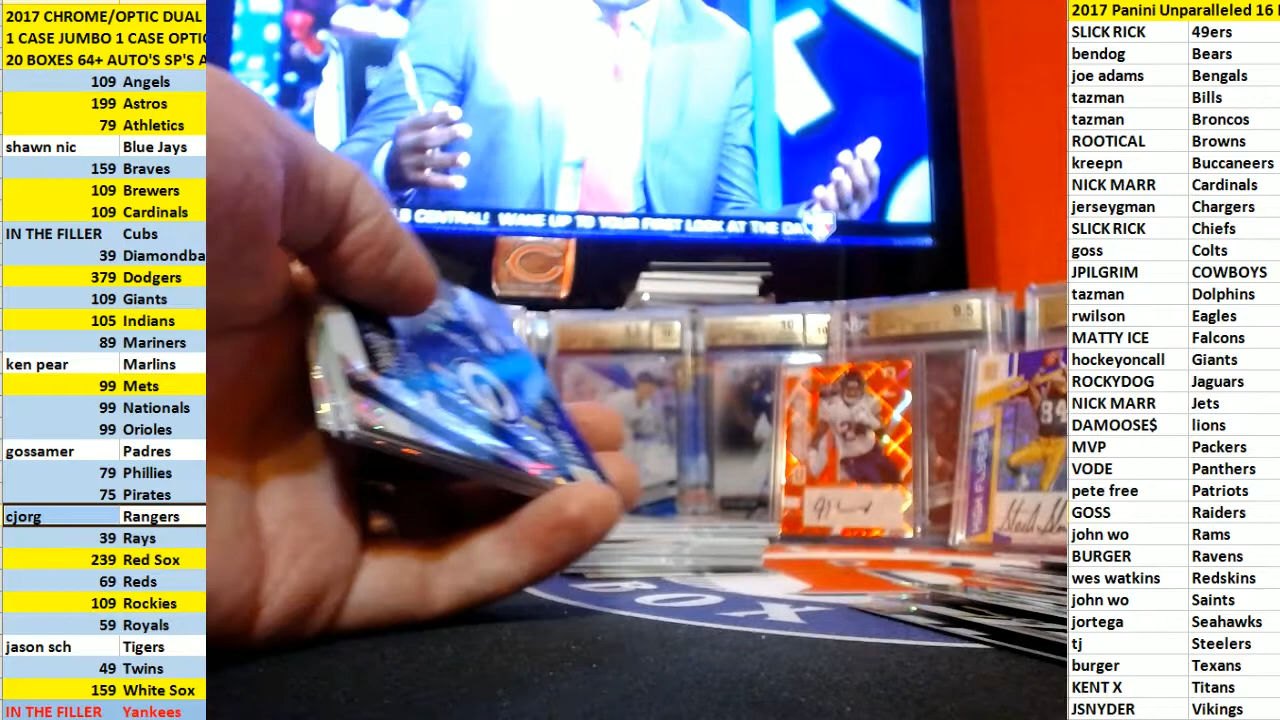 2017 CHROME/OPTIC DUAL
1 CASE JUMBO 1 CASE OPTIC
20 BOXES 64+ AUTO'S SP'S A
109 Angels
199 Astros
79 Athletics
shawn nic Blue Jays
159 Braves
109 Brewers
109 Cardinals
IN THE FILLER Cubs
39 Diamondba
379 Dodgers
109 Giants
105 Indians
89 Mariners
ken pear Marlins
99 Mets
99 Nationals
99 Orioles
gossamer Padres
79 Phillies
75 Pirates
cjorg Rangers
39 Rays
239 Red Sox
69 Reds
109 Rockies
59 Royals
jason sch Tigers
49 Twins
159 White Sox
IN THE FILLER Yankees
CENTRAL! WAKE UP TO YOUR FIRST LOOK AT THE DA
10
9.5
84
BOX
2017 Panini Unparalleled 16
SLICK RICK 49ers
bendog Bears
joe adams Bengals
tazman Bills
tazman Broncos
ROOTICAL Browns
kreepn Buccaneers
NICK MARR Cardinals
jerseygman Chargers
SLICK RICK Chiefs
goss Colts
JPILGRIM COWBOYS
tazman Dolphins
rwilson Eagles
MATTY ICE Falcons
hockeyoncall Giants
ROCKYDOG Jaguars
NICK MARR Jets
DAMOOSE$ lions
MVP Packers
VODE Panthers
pete free Patriots
GOSS Raiders
john wo Rams
BURGER Ravens
wes watkins Redskins
john wo Saints
jortega Seahawks
tj Steelers
burger Texans
KENT X Titans
JSNYDER Vikings